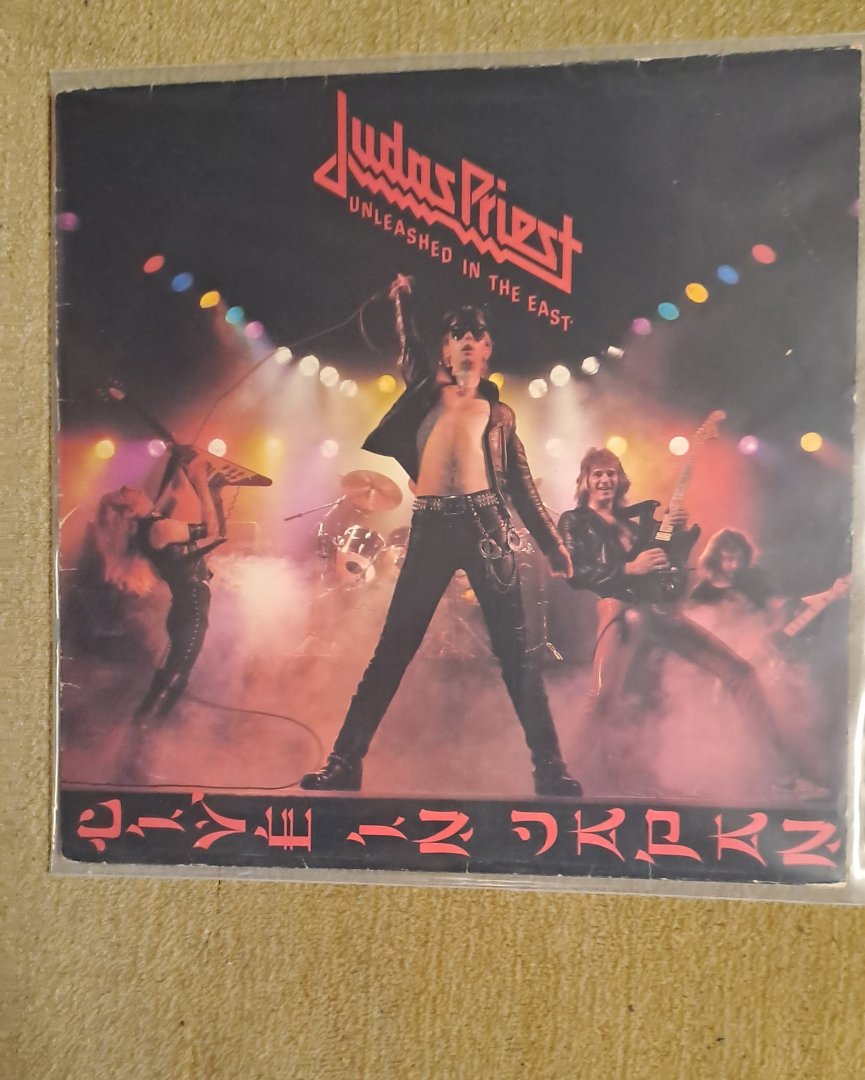 Judas Priest
UNLEASHED IN THE EAST
LIVE IN JAPAN